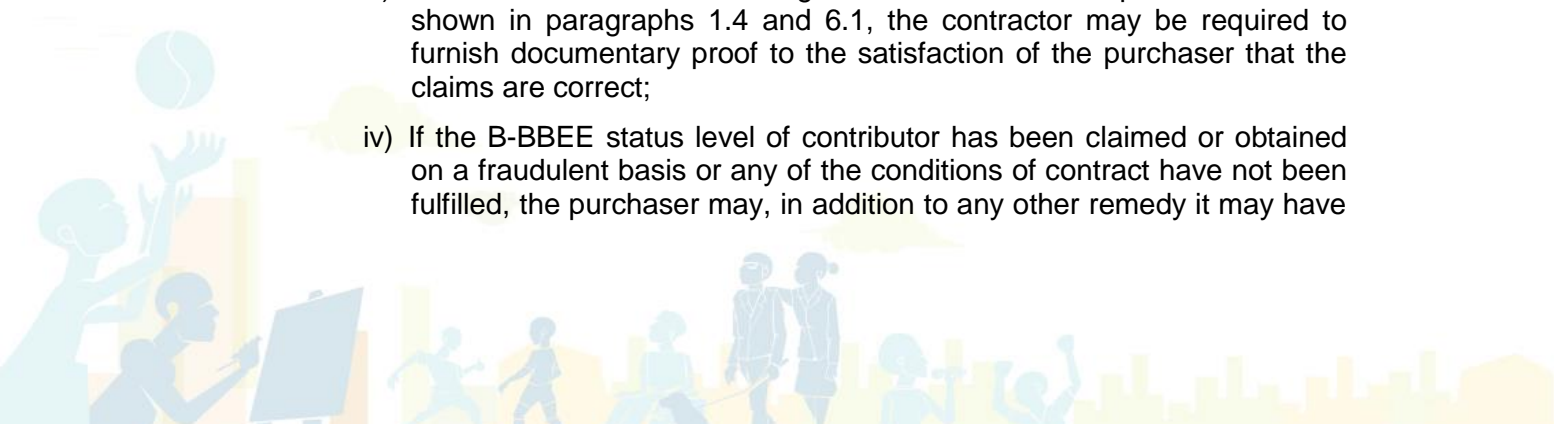 shown in paragraphs 1.4 and 6.1, the contractor may be required to
furnish documentary proof to the satisfaction of the purchaser that the
claims are correct;
iv) If the B-BBEE status level of contributor has been claimed or obtained
on a fraudulent basis or any of the conditions of contract have not been
fulfilled, the purchaser may, in addition to any other remedy it may have